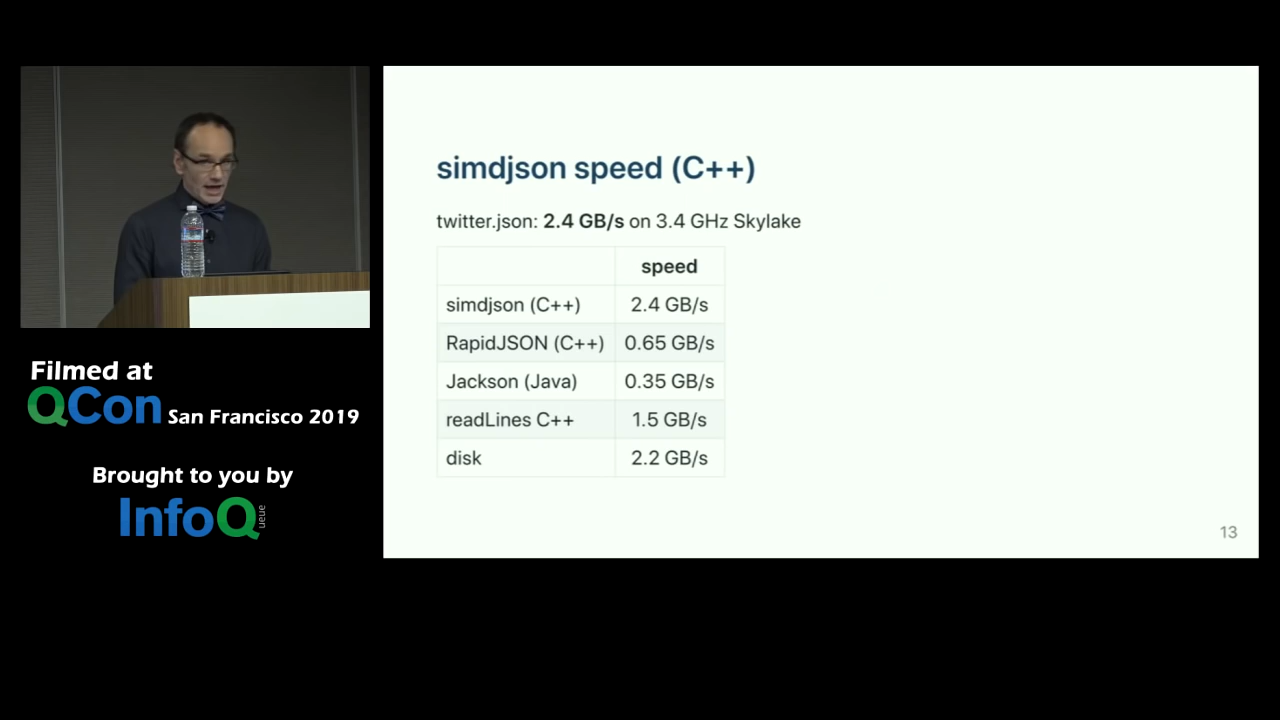 simdjson speed (C++)
twitter.json: 2.4 GB/s on 3.4 GHz Skylake
speed
simdjson (C++) 2.4 GB/s
RapidJSON (C++) 0.65 GB/s
Jackson (Java) 0.35 GB/s
readLines C++ 1.5 GB/s
disk 2.2 GB/s
13
Filmed at
QCon San Francisco 2019
Brought to you by
InfoQueue